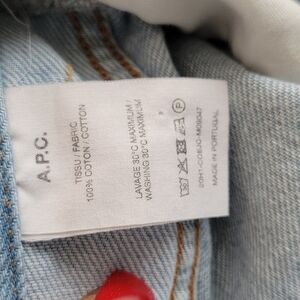 A.P.C.
TISSU / FABRIC
100% COTON / COTTON
LAVAGE 30°C MAXIMUM /
WASHING 30°C MAXIMUM
P
MADE IN PORTUGAL